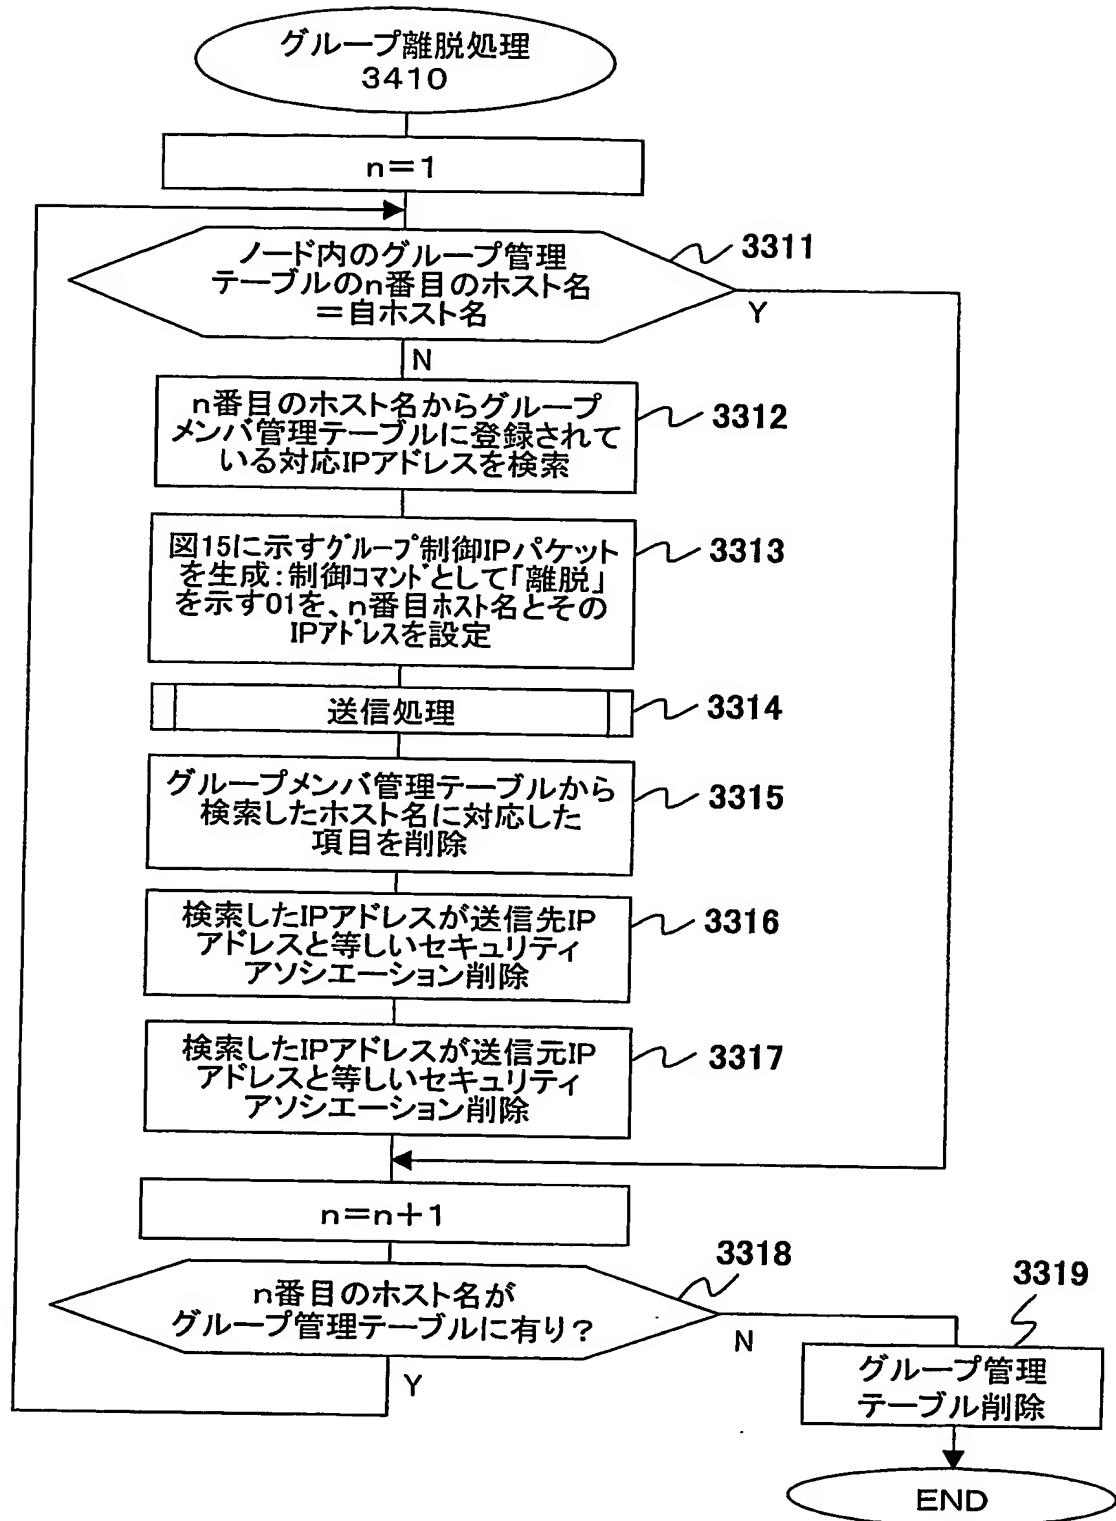 グループ離脱処理
3410
n=1
ノード内のグループ管理
テーブルのn番目のホスト名
=自ホスト名
3311
Y
N
n番目のホスト名からグループ
メンバ管理テーブルに登録されて
いる対応IPアドレスを検索
3312
図15に示すグループ制御IPパケット
を生成:制御コマンドとして「離脱」
を示す01を、n番目ホスト名とその
IPアドレスを設定
3313
送信処理
3314
グループメンバ管理テーブルから
検索したホスト名に対応した
項目を削除
3315
検索したIPアドレスが送信先IP
アドレスと等しいセキュリティ
アソシエーション削除
3316
検索したIPアドレスが送信元IP
アドレスと等しいセキュリティ
アソシエーション削除
3317
n=n+1
n番目のホスト名が
グループ管理テーブルに有り?
3318
N
Y
3319
グループ管理
テーブル削除
END